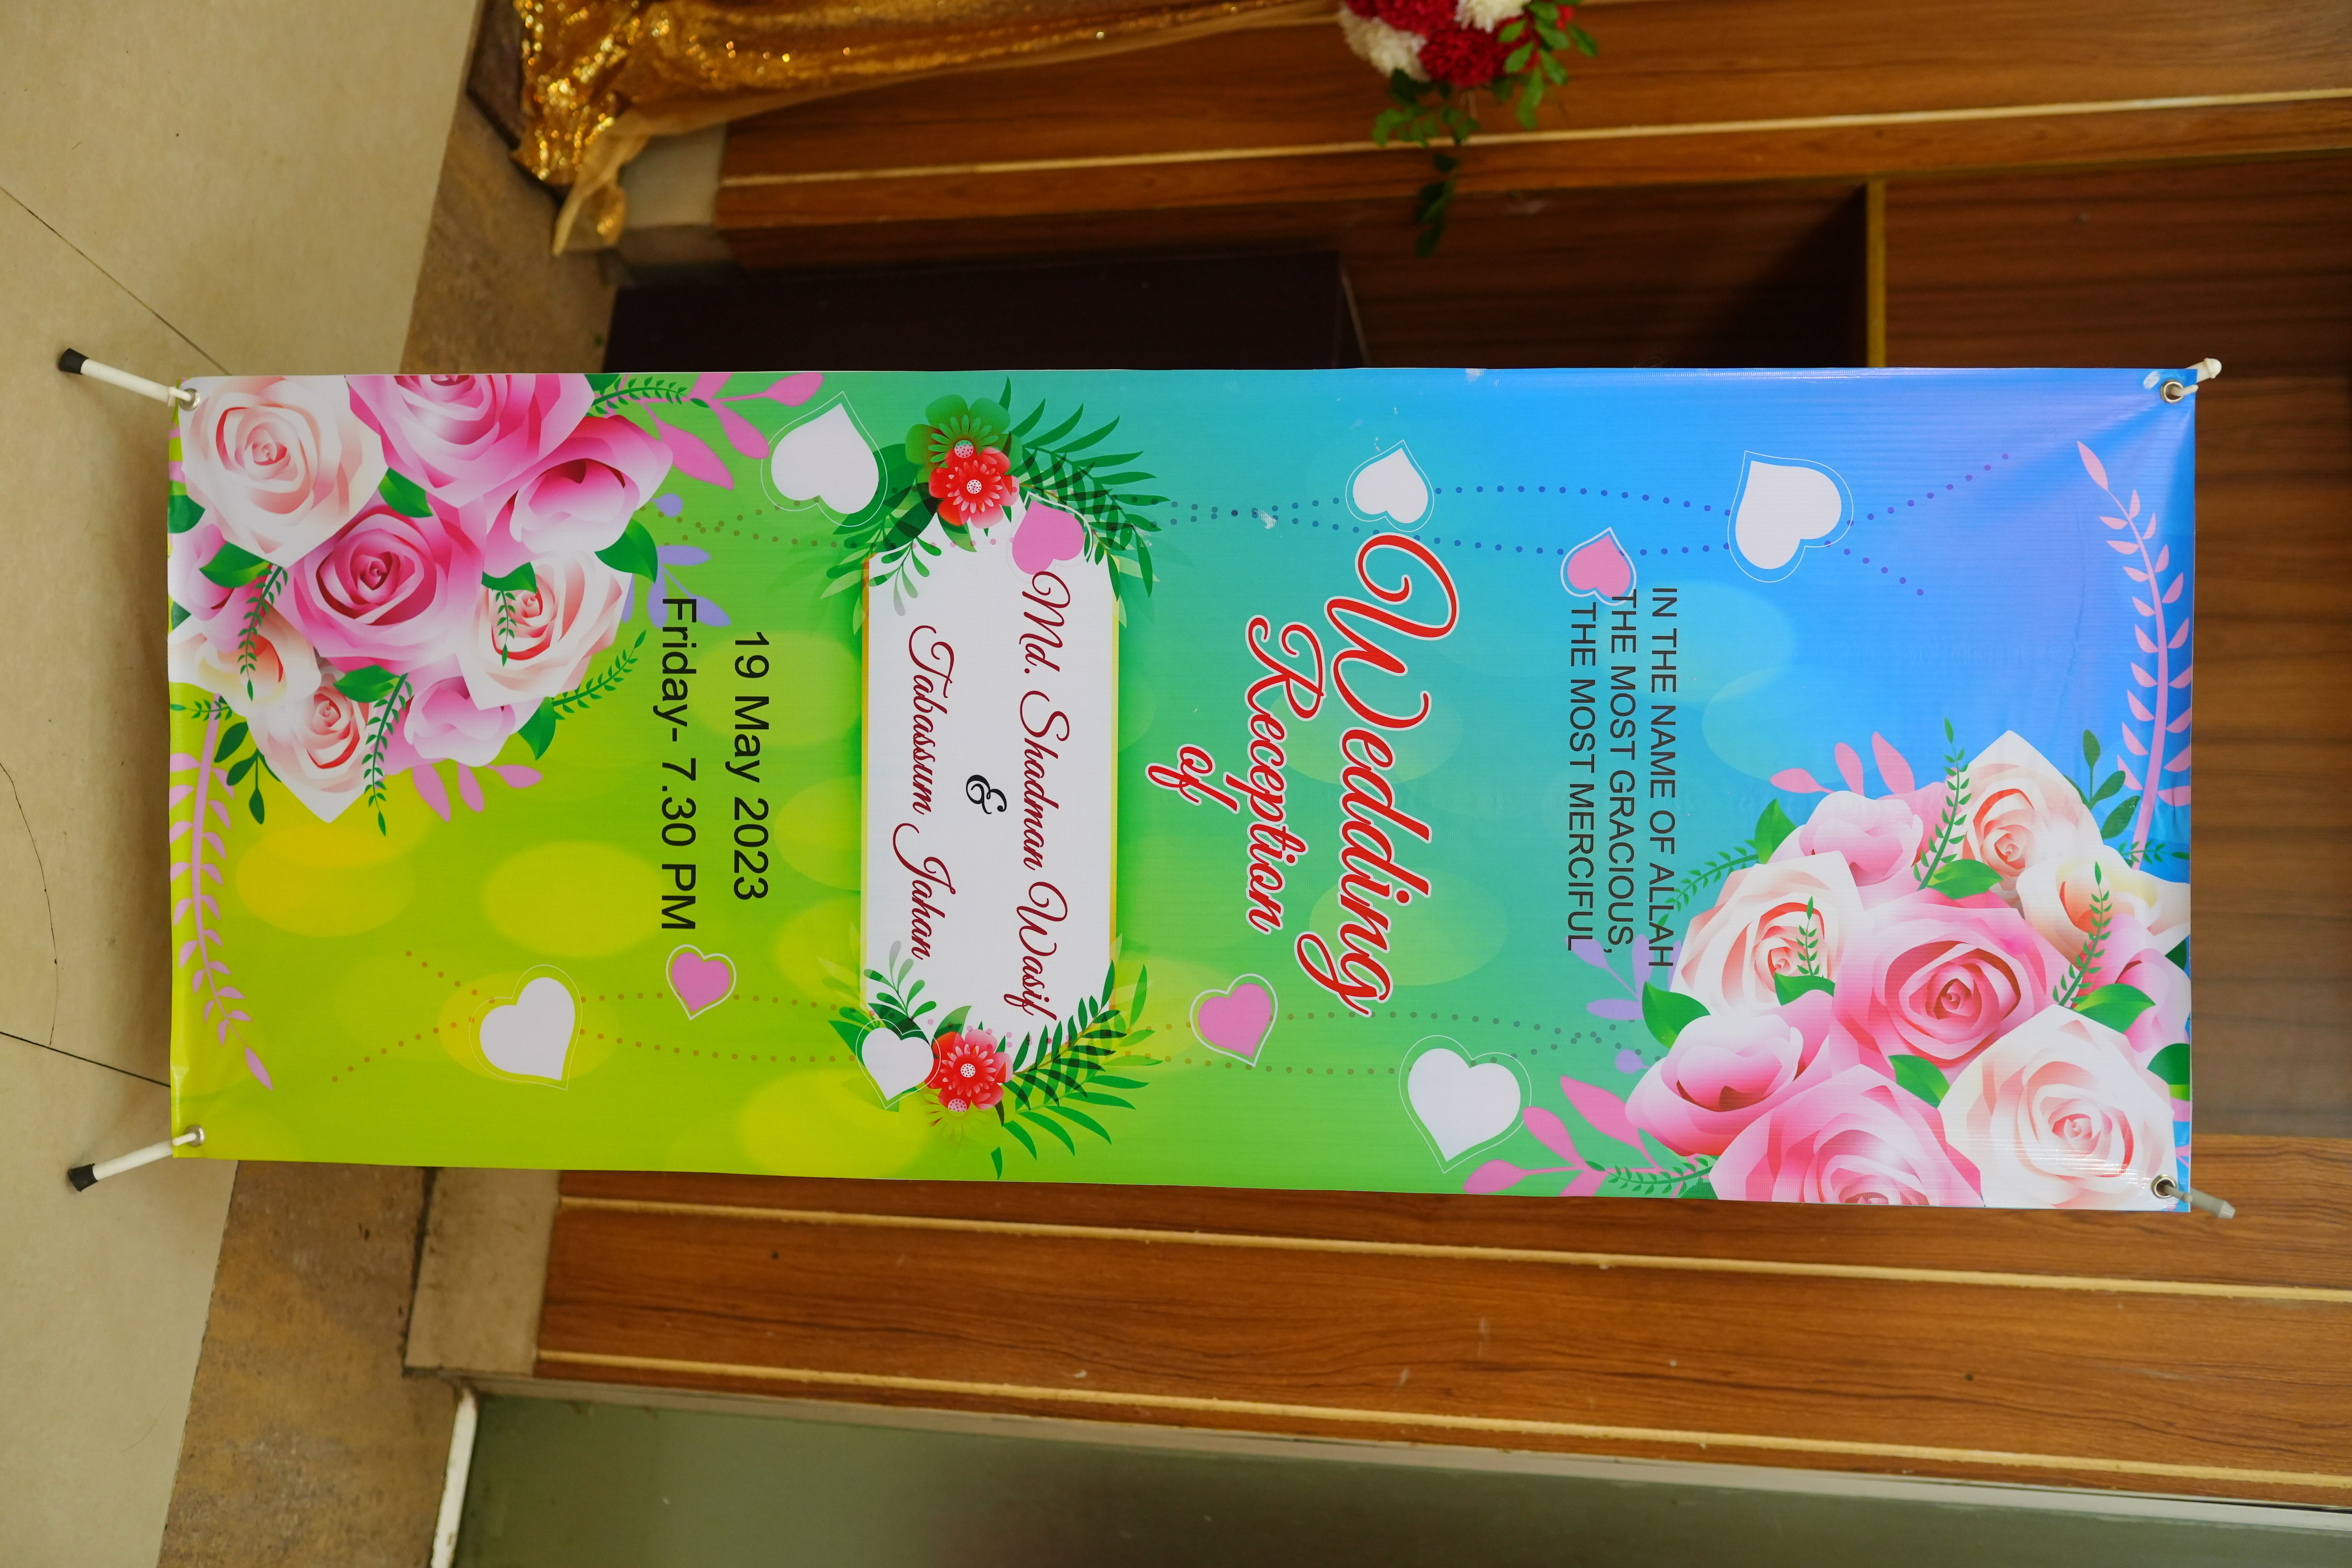 IN THE NAME OF ALLAH
THE MOST GRACIOUS,
THE MOST MERCIFUL
Wedding
Reception
of
Md. Shadman Wasif
&
Tabassum Jahan
19 May 2023
Friday- 7.30 PM